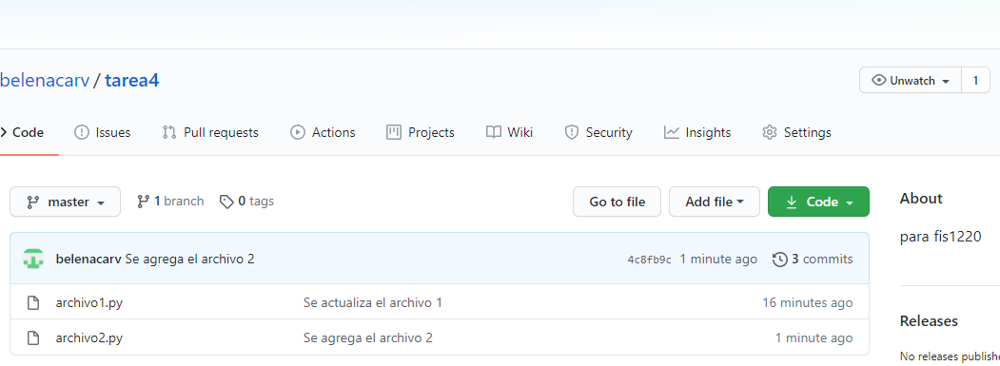 belenacarv / tarea4
Unwatch 1
Code Issues Pull requests Actions Projects Wiki Security Insights Settings
master 1 branch 0 tags Go to file Add file Code
About
para fis1220
belenacarv Se agrega el archivo 2 4c8fb9c 1 minute ago 3 commits
archivo1.py Se actualiza el archivo 1 16 minutes ago
archivo2.py Se agrega el archivo 2 1 minute ago
Releases
No releases publishe